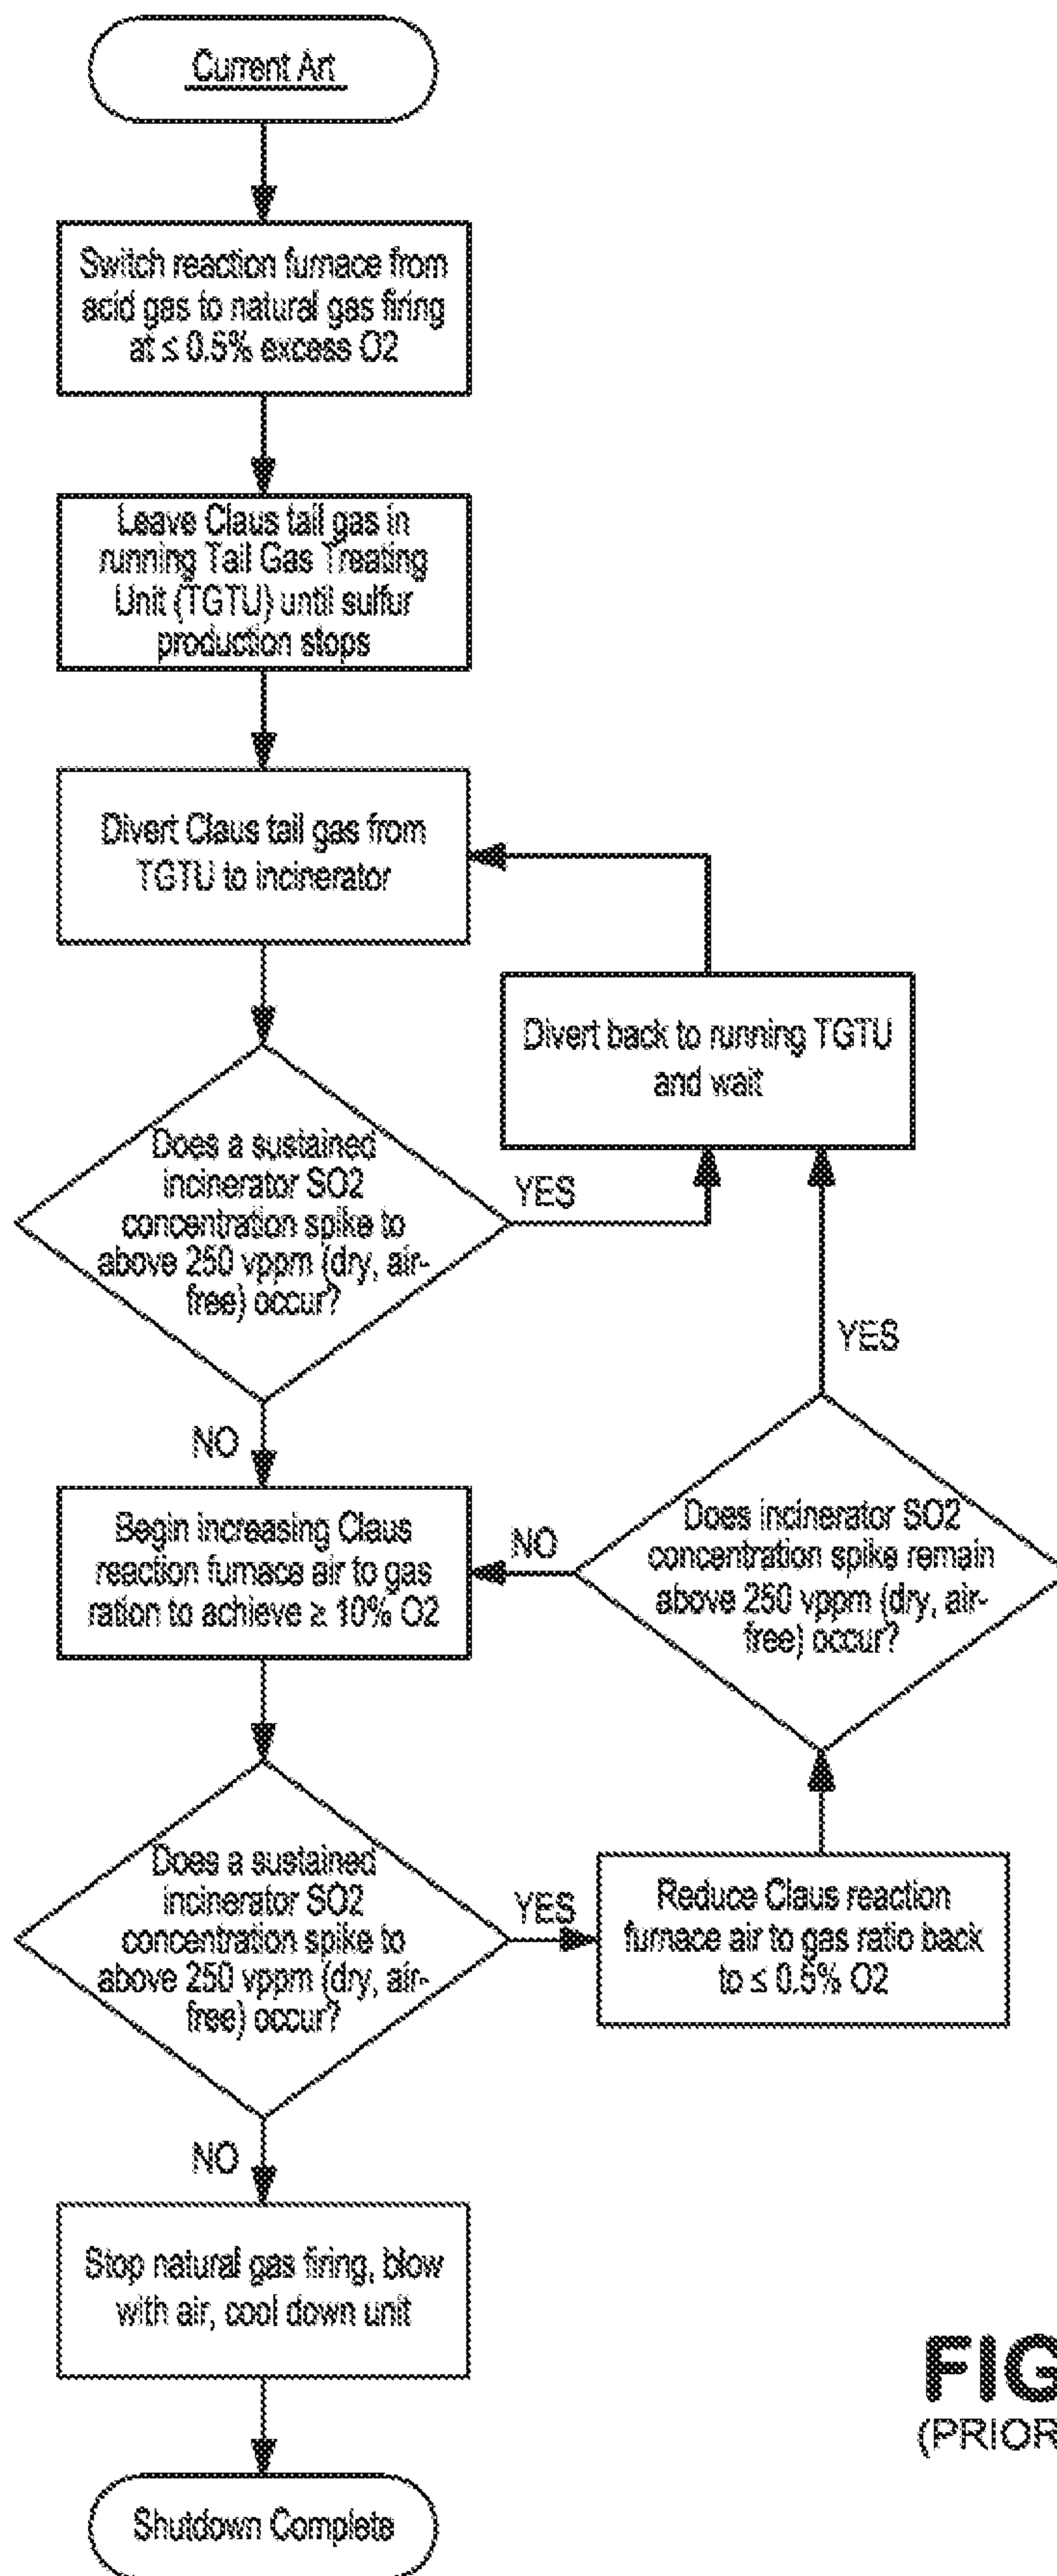 Current Art
Switch reaction furnace from
acid gas to natural gas firing
at ≤ 0.5% excess O2
Leave Claus tail gas in
running Tail Gas Treating
Unit (TGTU) until sulfur
production stops
Divert Claus tail gas from
TGTU to incinerator
Divert back to running TGTU
and wait
Does a sustained
incinerator SO2
concentration spike to
above 250 vppm (dry, air-
free) occur?
YES
YES
NO
Begin increasing Claus
reaction furnace air to gas
ration to achieve ≥ 10% O2
NO
Does incinerator SO2
concentration spike remain
above 250 vppm (dry, air-
free) occur?
Does a sustained
incinerator SO2
concentration spike to
above 250 vppm (dry, air-
free) occur?
YES
Reduce Claus reaction
furnace air to gas ratio back
to ≤ 0.5% O2
NO
Stop natural gas firing, blow
with air, cool down unit
FIG
(PRIOR
Shutdown Complete